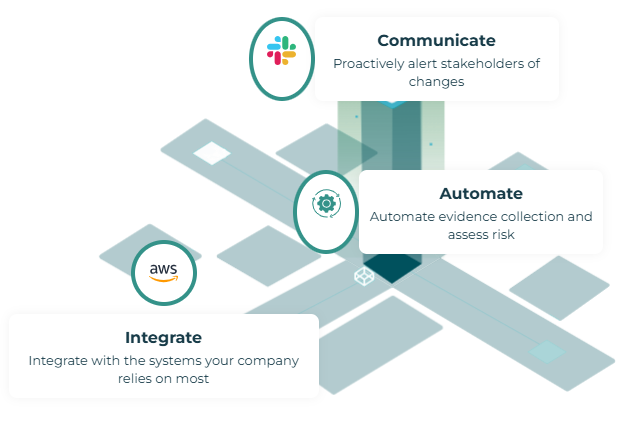 Communicate
Proactively alert stakeholders of
changes
Automate
Automate evidence collection and
assess risk
aws
Integrate
Integrate with the systems your company
relies on most